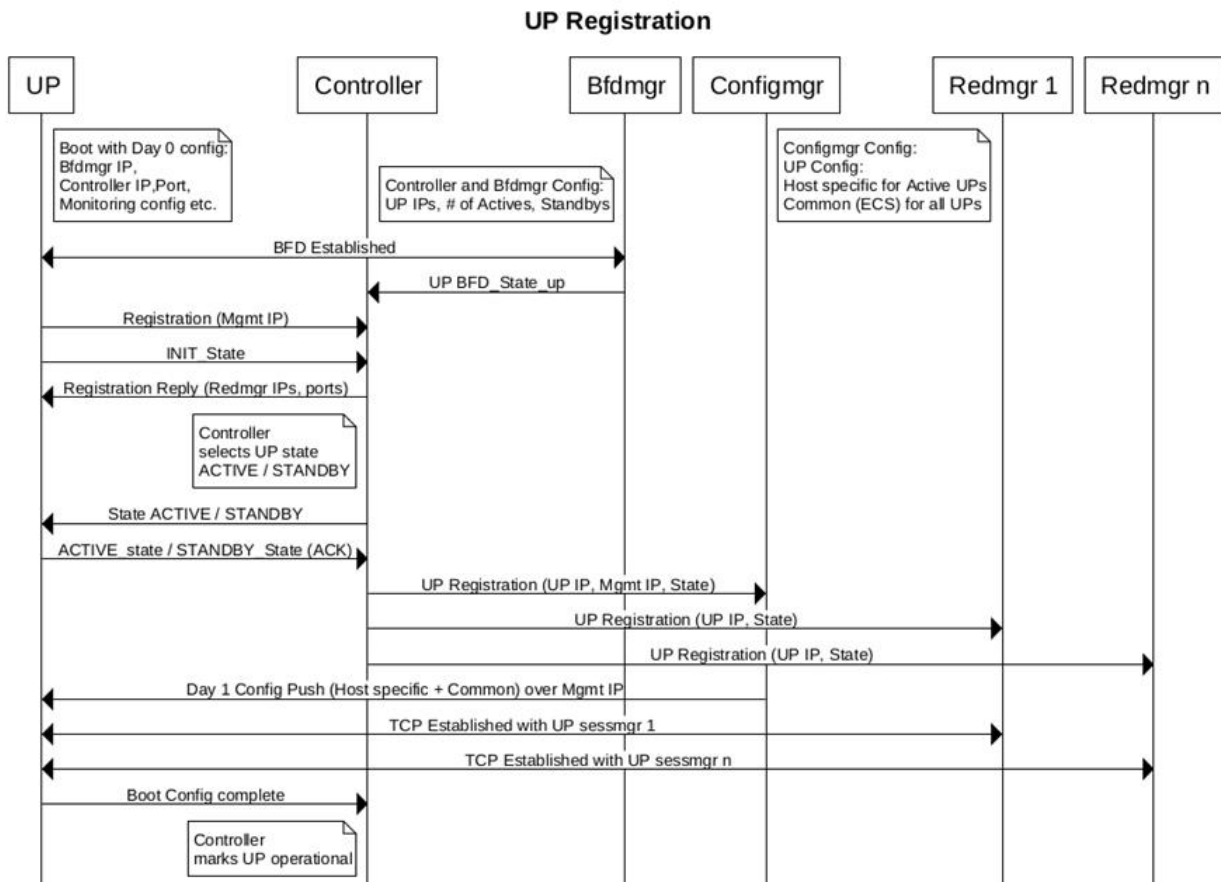 UP Registration
UP
Controller
Bfdmgr
Configmgr
Redmgr 1
Redmgr n
Boot with Day 0 config:
Bfdmgr IP,
Controller IP,Port,
Monitoring config etc.
Controller and Bfdmgr Config:
UP IPs, # of Actives, Standbys
Configmgr Config:
UP Config:
Host specific for Active UPs
Common (ECS) for all UPs
BFD Established
UP BFD_State_up
Registration (Mgmt IP)
INIT_State
Registration Reply (Redmgr IPs, ports)
Controller
selects UP state
ACTIVE / STANDBY
State ACTIVE / STANDBY
ACTIVE_state / STANDBY_State (ACK)
UP Registration (UP IP, Mgmt IP, State)
UP Registration (UP IP, State)
UP Registration (UP IP, State)
Day 1 Config Push (Host specific + Common) over Mgmt IP
TCP Established with UP sessmgr 1
TCP Established with UP sessmgr n
Boot Config complete
Controller
marks UP operational